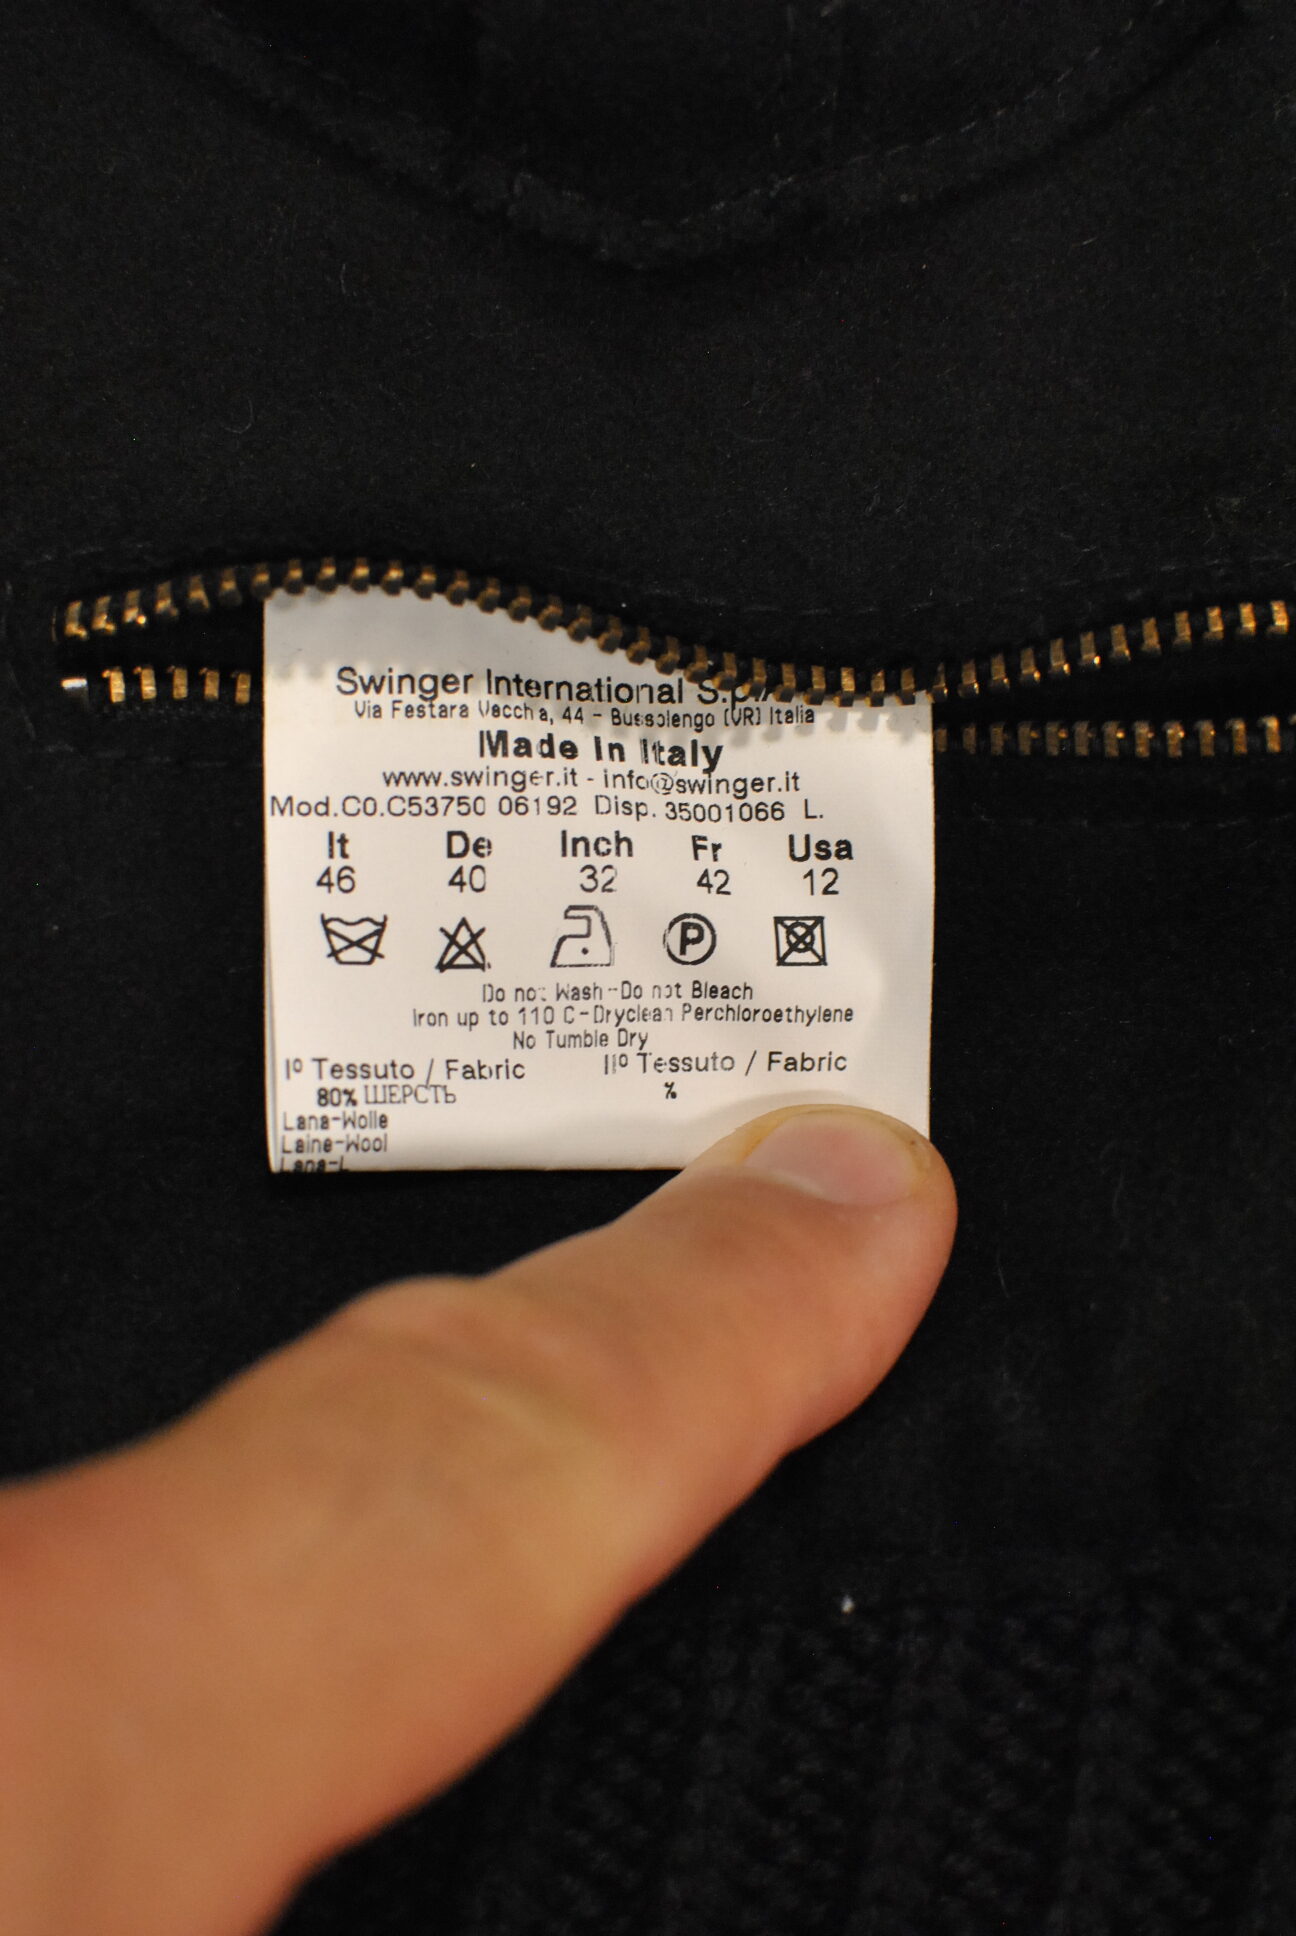 Swinger International S.p.A.
Via Festara Vecchia, 44 - Bussolengo (VR) Italia
Made in Italy
www.swinger.it - info@swinger.it
Mod.C0.C53750 06192 Disp. 35001066 L.
It De Inch Fr Usa
46 40 32 42 12
P
Do not Wash-Do not Bleach
Iron up to 110 C-Dryclean Perchloroethylene
No Tumble Dry
Iº Tessuto / Fabric IIº Tessuto / Fabric
80% ШЕРСТЬ %
Lana-Wolle
Laine-Wool
Lana-L